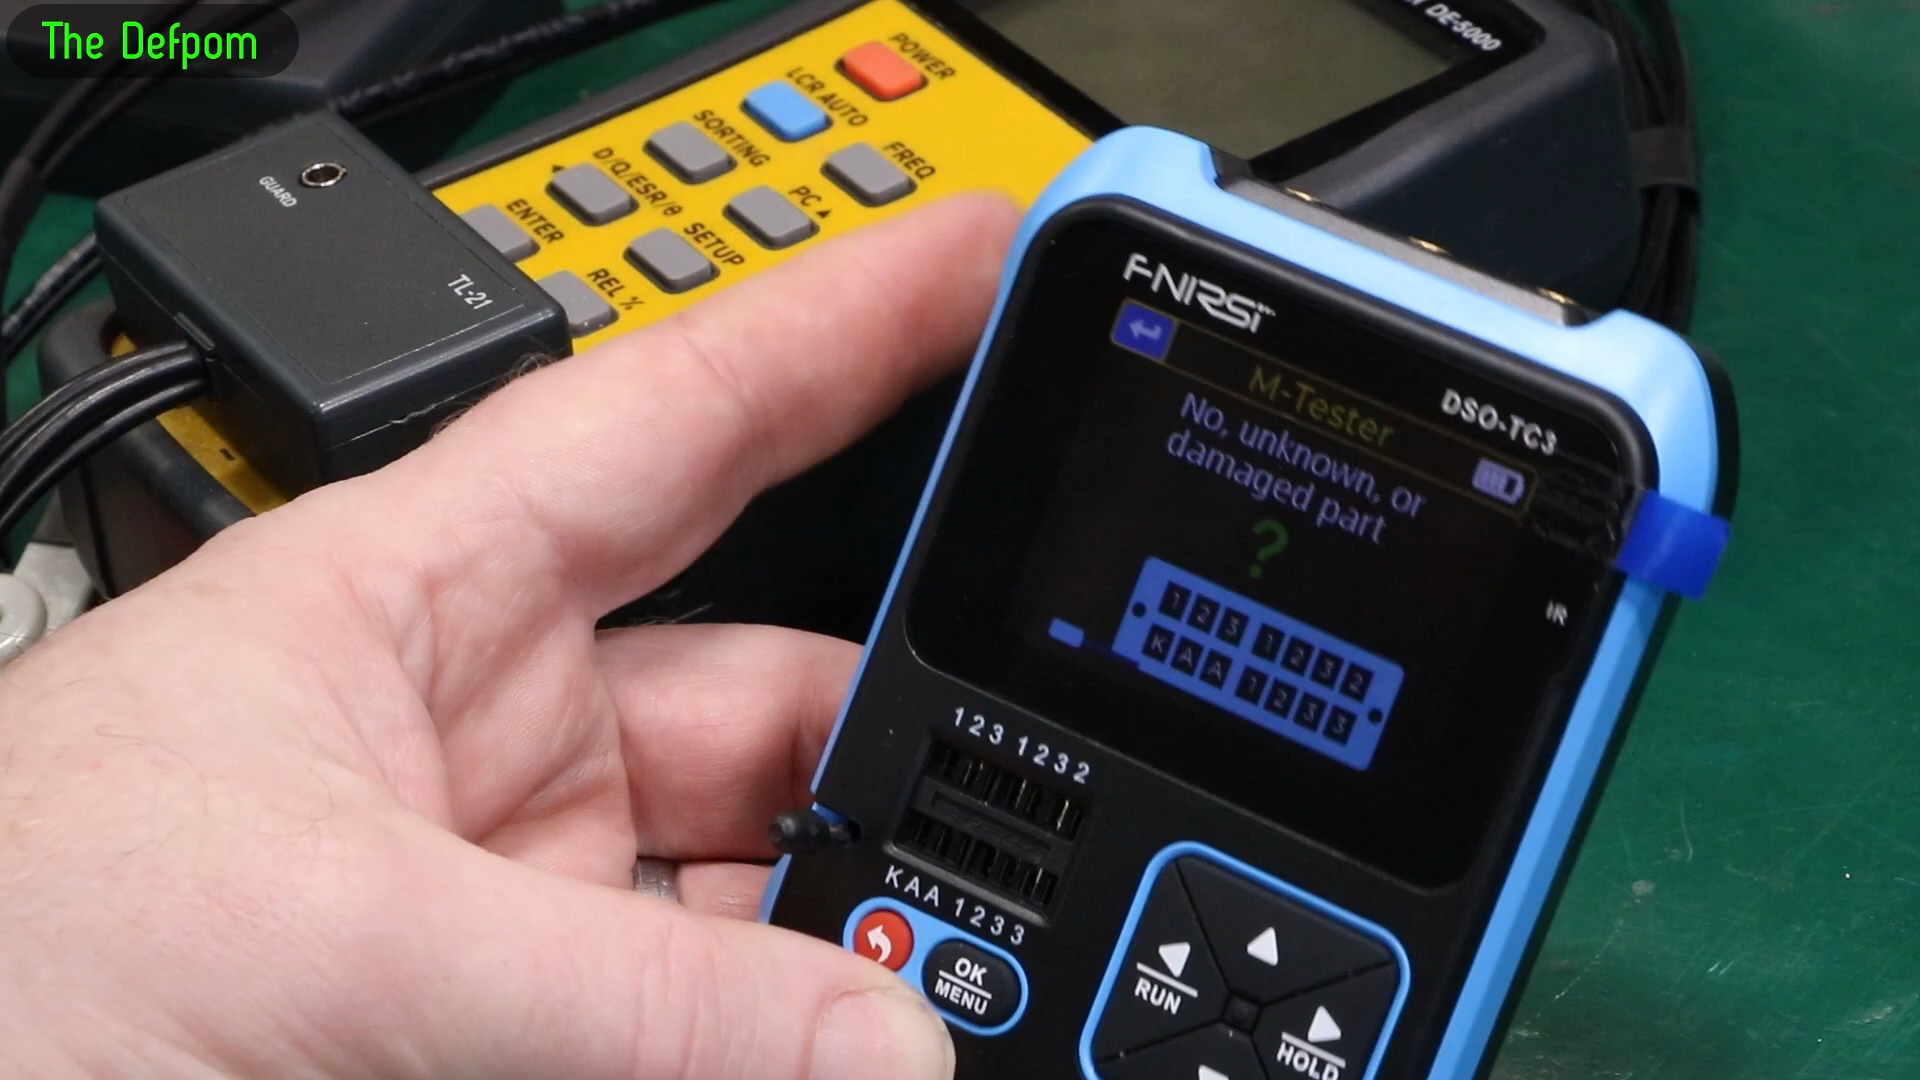 The Defpom
DE-5000
POWER
LCR AUTO
SORTING
FREQ
D/Q/ESR/θ
PC▲
ENTER
SETUP
REL %
GUARD
TL-21
FNIRSI
DSO-TC3
M-Tester
No, unknown, or
damaged part
?
1 2 3 1 2 3 2
K A A 1 2 3 3
IR
1 2 3 1 2 3 2
K A A 1 2 3 3
OK
MENU
RUN
HOLD